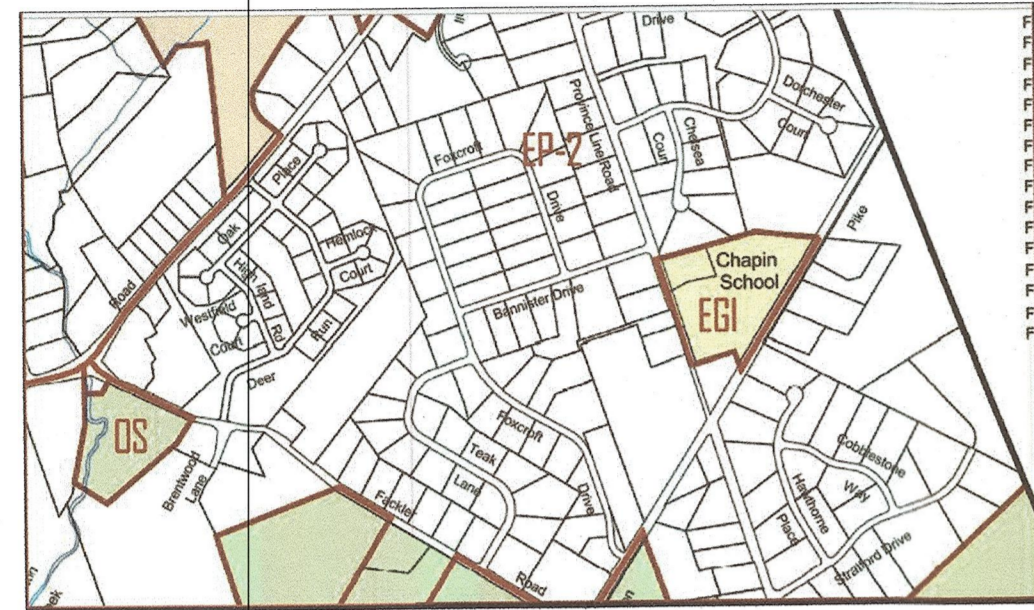 Drive
Dorchester
Court
Province Line Road
Chelsea
Court
EP-2
Foxcroft
Drive
Place
Oak
Hemlock
Court
High
land
Rd
Pike
Chapin
School
EGI
Road
Westfield
Court
Run
Bannister Drive
Deer
OS
Brentwood
Lane
Foxcroft
Drive
Teak
Lane
Fackler
Road
Cobblestone
Way
Hawthorne
Place
Stratford Drive